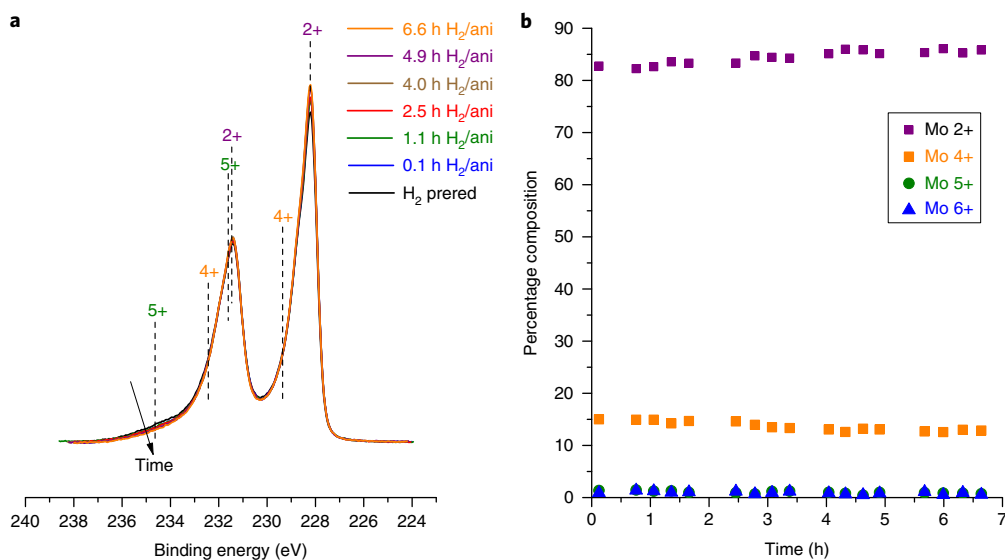 a
2+
2+
5+
4+
4+
5+
Time
6.6 h H₂/ani
4.9 h H₂/ani
4.0 h H₂/ani
2.5 h H₂/ani
1.1 h H₂/ani
0.1 h H₂/ani
H₂ prered
240 238 236 234 232 230 228 226 224
Binding energy (eV)
b
Percentage composition
90
80
70
60
50
40
30
20
10
0
Mo 2+
Mo 4+
Mo 5+
Mo 6+
0 1 2 3 4 5 6 7
Time (h)